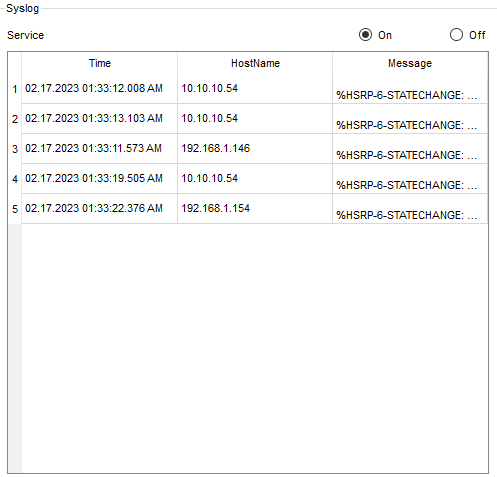 Syslog
Service On Off
Time HostName Message
1 02.17.2023 01:33:12.008 AM 10.10.10.54 %HSRP-6-STATECHANGE: ...
2 02.17.2023 01:33:13.103 AM 10.10.10.54 %HSRP-6-STATECHANGE: ...
3 02.17.2023 01:33:11.573 AM 192.168.1.146 %HSRP-6-STATECHANGE: ...
4 02.17.2023 01:33:19.505 AM 10.10.10.54 %HSRP-6-STATECHANGE: ...
5 02.17.2023 01:33:22.376 AM 192.168.1.154 %HSRP-6-STATECHANGE: ...